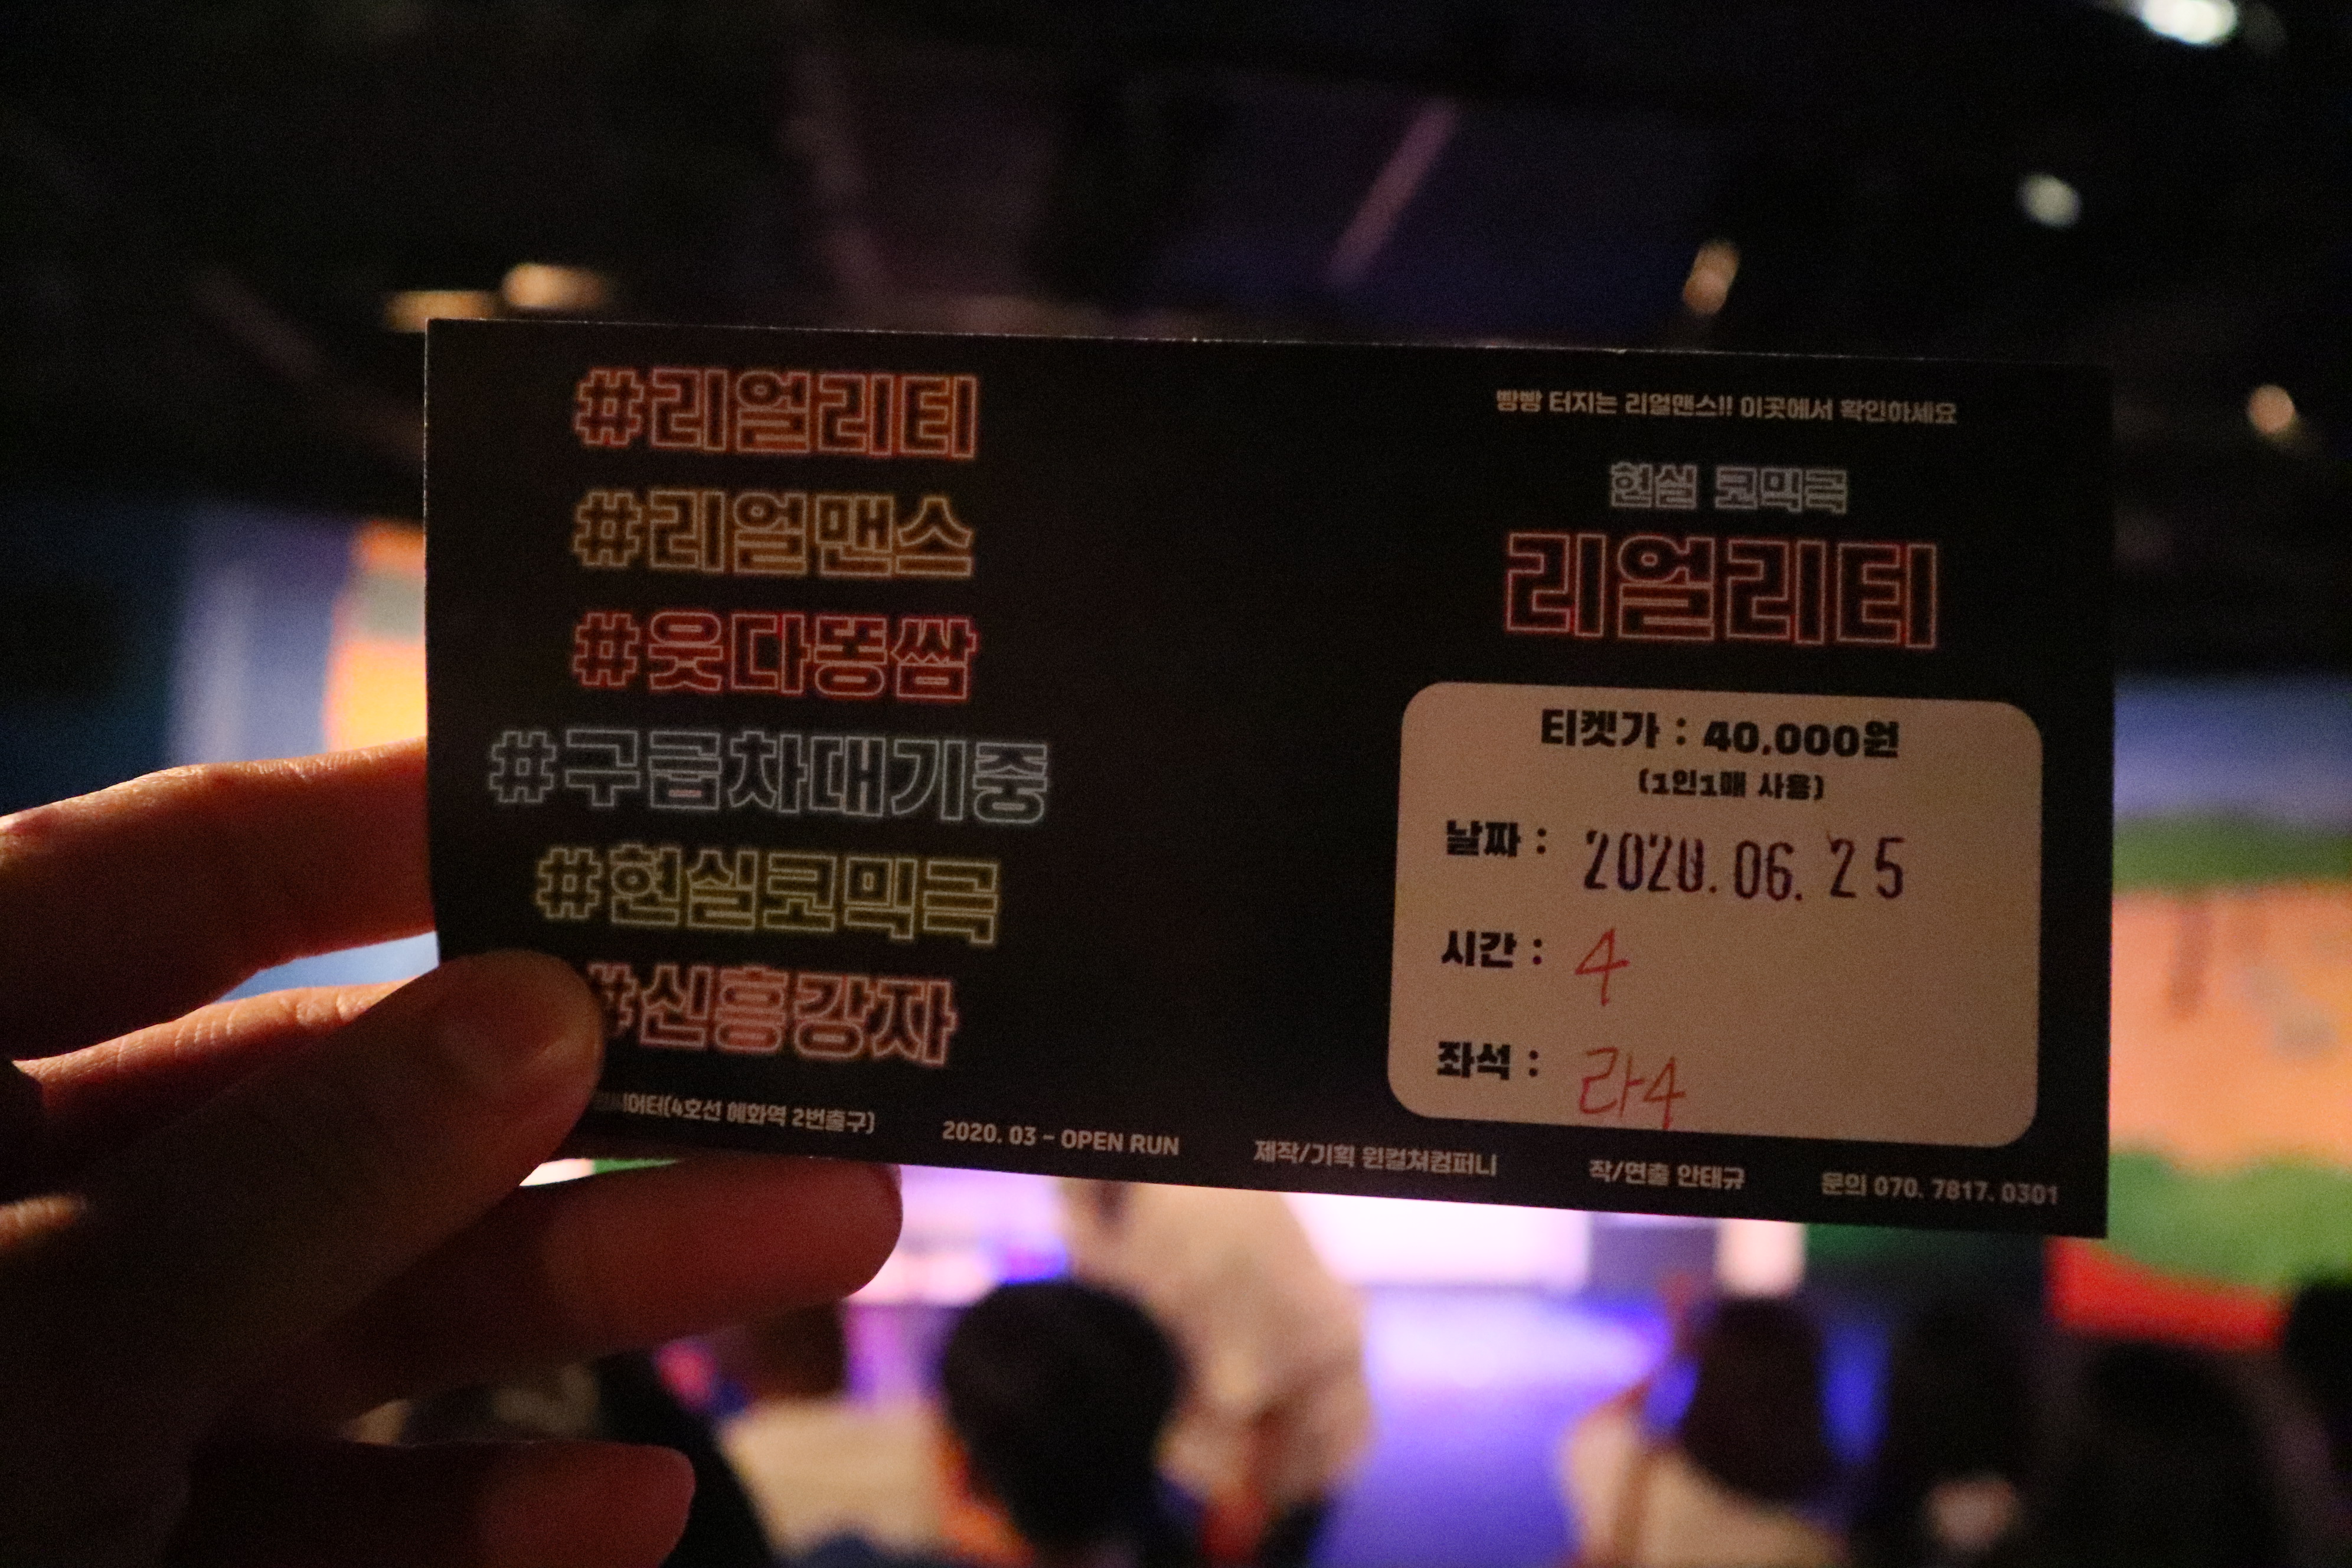 #리얼리티
#리얼맨스
#웃다똥쌈
#구급차대기중
#현실코믹극
#신흥강자
빵빵 터지는 리얼맨스!! 이곳에서 확인하세요
현실 코믹극
리얼리티
티켓가 : 40,000원
(1인1매 사용)
날짜 : 2020. 06. 25
시간 : 4
좌석 : 라4
(4호선 혜화역 2번출구) 2020. 03 - OPEN RUN 제작/기획 윈컬쳐컴퍼니 작/연출 안태규 문의 070. 7817. 0301